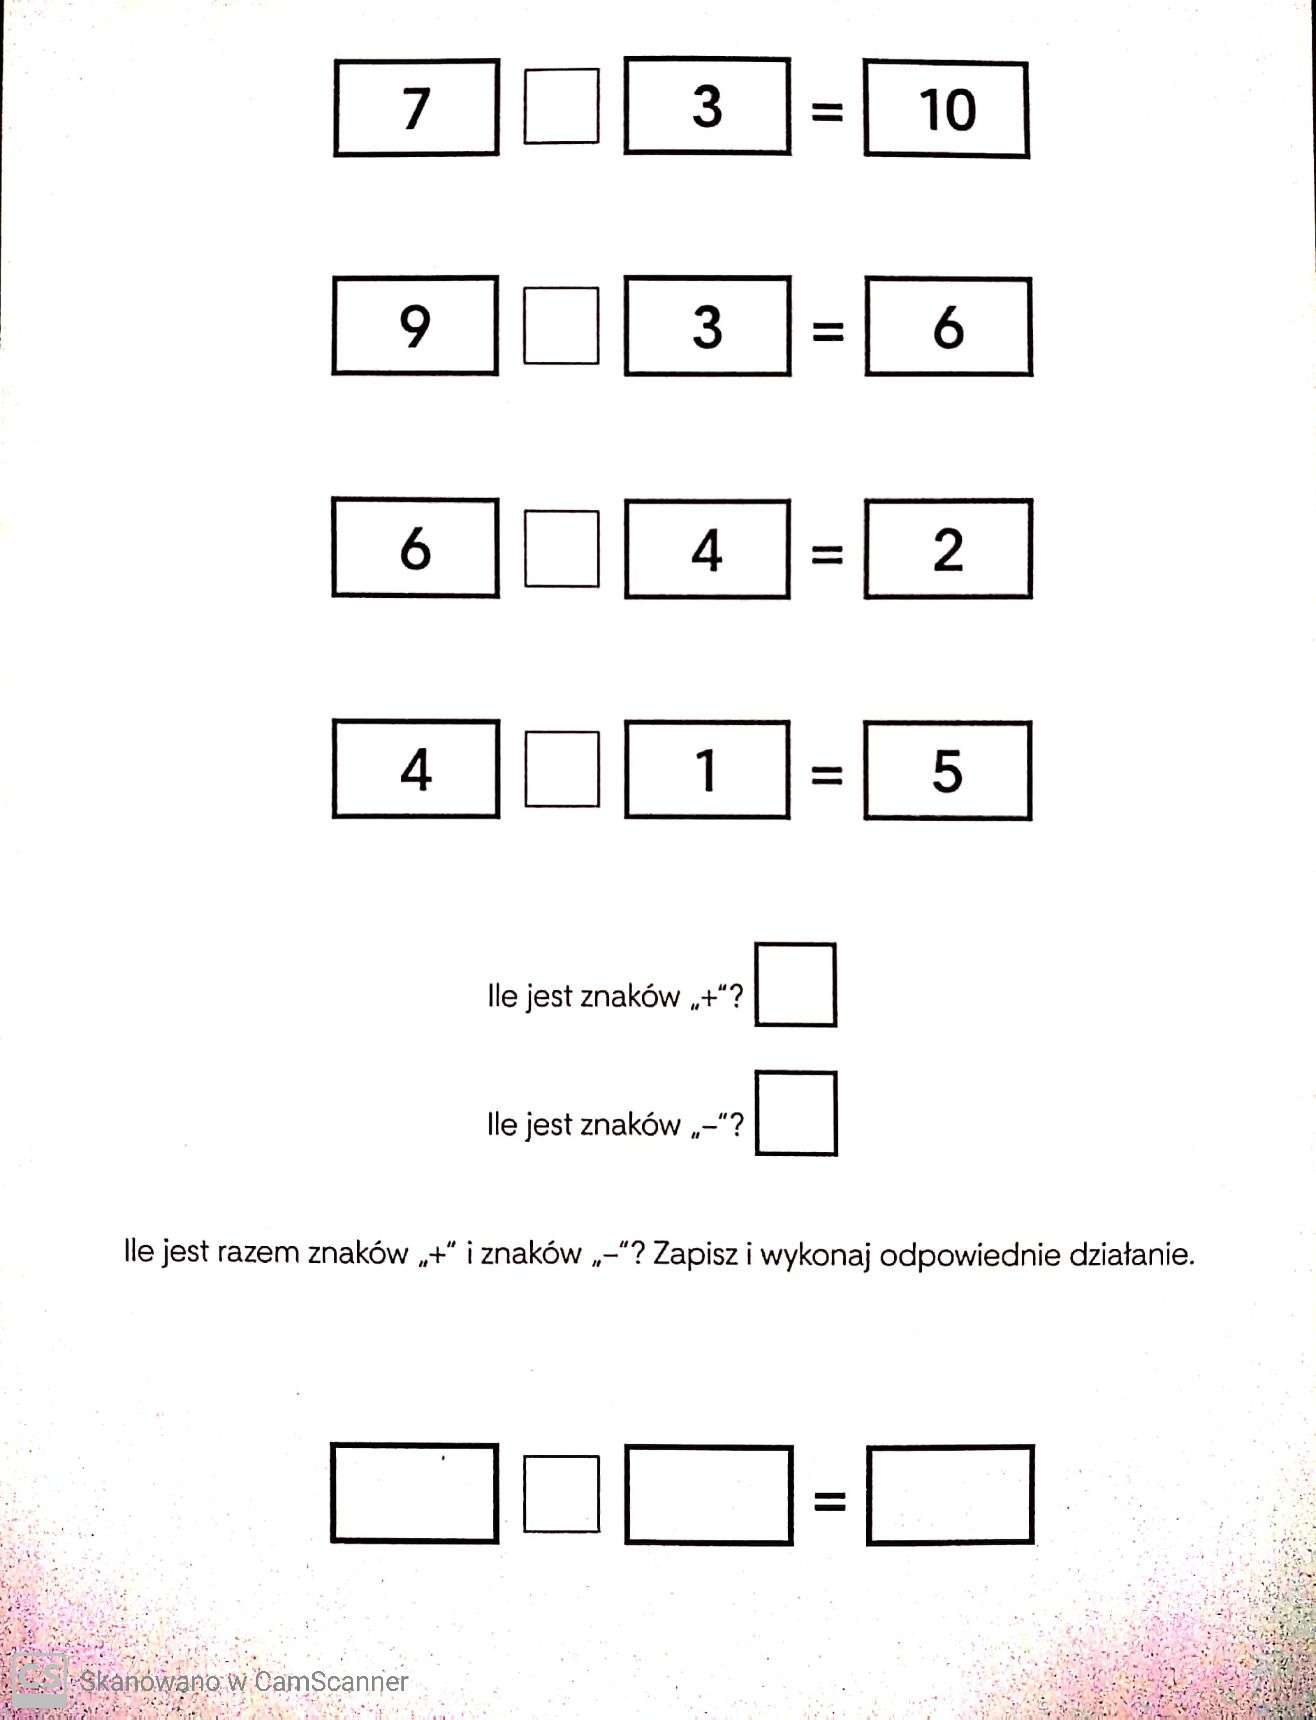 7 3 = 10
9 3 = 6
6 4 = 2
4 1 = 5
Ile jest znaków „+“?
Ile jest znaków „–“?
Ile jest razem znaków „+“ i znaków „–“? Zapisz i wykonaj odpowiednie działanie.
=
CS Skanowano w CamScanner